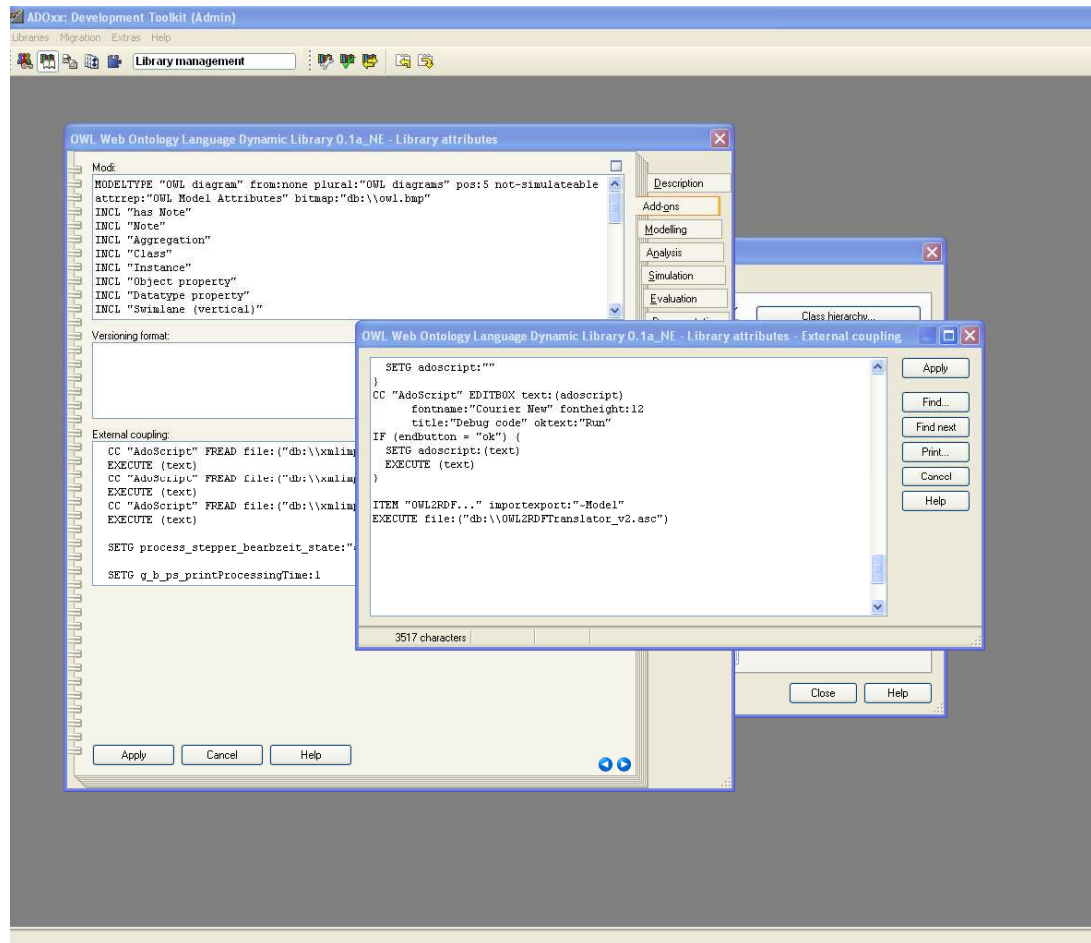 ADOxx: Development Toolkit (Admin)
Libraries Migration Extras Help
Library management
OWL Web Ontology Language Dynamic Library 0.1a_NE - Library attributes
Modi:
MODELTYPE "OWL diagram" from:none plural:"OWL diagrams" pos:5 not-simulateable
attrrep:"OWL Model Attributes" bitmap:"db:\\owl.bmp"
INCL "has Note"
INCL "Note"
INCL "Aggregation"
INCL "Class"
INCL "Instance"
INCL "Object property"
INCL "Datatype property"
INCL "Swimlane (vertical)"
Description
Add-ons
Modelling
Analysis
Simulation
Evaluation
Class hierarchy...
Versioning format:
External coupling:
CC "AdoScript" FREAD file:("db:\\xmlimp
EXECUTE (text)
CC "AdoScript" FREAD file:("db:\\xmlimp
EXECUTE (text)
CC "AdoScript" FREAD file:("db:\\xmlimp
EXECUTE (text)
SETG process_stepper_bearbzeit_state:"a
SETG g_b_ps_printProcessingTime:1
Apply Cancel Help
OWL Web Ontology Language Dynamic Library 0.1a_NE - Library attributes - External coupling
SETG adoscript:""
}
CC "AdoScript" EDITBOX text:(adoscript)
fontname:"Courier New" fontheight:12
title:"Debug code" oktext:"Run"
IF (endbutton = "ok") {
SETG adoscript:(text)
EXECUTE (text)
}
ITEM "OWL2RDF..." importexport:"~Model"
EXECUTE file:("db:\\OWL2RDFTranslator_v2.asc")
Apply
Find...
Find next
Print...
Cancel
Help
3517 characters
Close Help